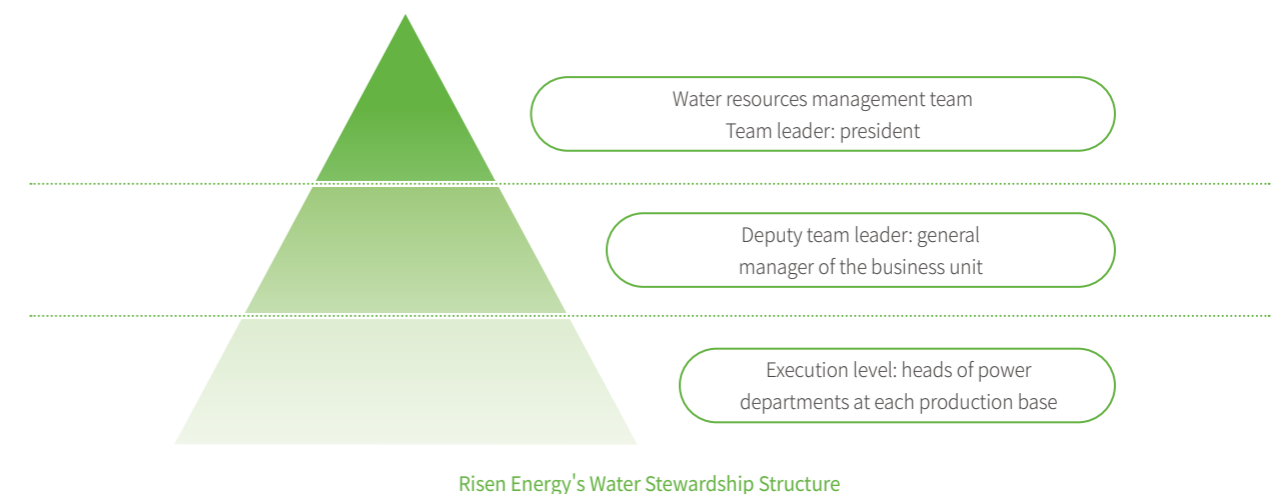 Water resources management team
Team leader: president
Deputy team leader: general
manager of the business unit
Execution level: heads of power
departments at each production base
Risen Energy's Water Stewardship Structure